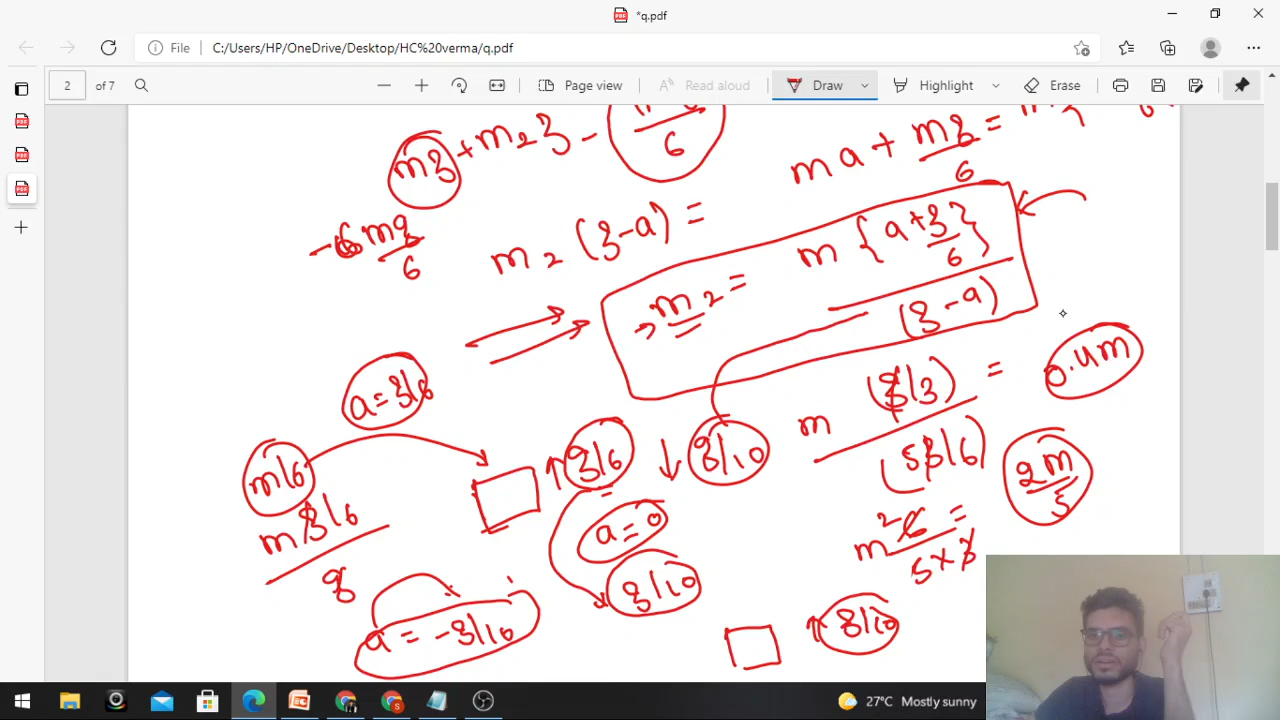 *q.pdf
File C:/Users/HP/OneDrive/Desktop/HC%20verma/q.pdf
2 of 7 Page view Read aloud Draw Highlight Erase
mg + m2g -
6
ma + mg/6 =
-6mg/6
m2 (g-a) =
m2 = m{a+g/6}
(g-a)
a = g/6
m (g/3) = 0.4m
(5g/6)
m/6
↑ g/6 ↓ g/10
2m/5
mg/6
g
a = 0
m 2 6 =
5×3
g/10
a = -g/10
↑ g/10
27°C Mostly sunny